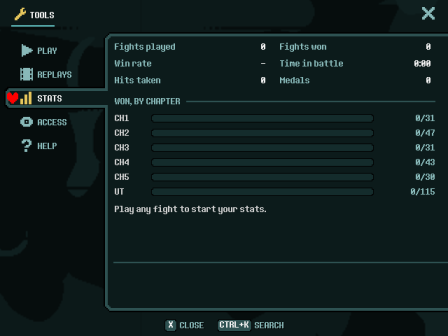 TOOLS
PLAY
REPLAYS
STATS
ACCESS
HELP
Fights played 0 Fights won 0
Win rate – Time in battle 0:00
Hits taken 0 Medals 0
WON, BY CHAPTER
CH1 0/31
CH2 0/47
CH3 0/31
CH4 0/43
CH5 0/30
UT 0/115
Play any fight to start your stats.
X CLOSE CTRL+K SEARCH